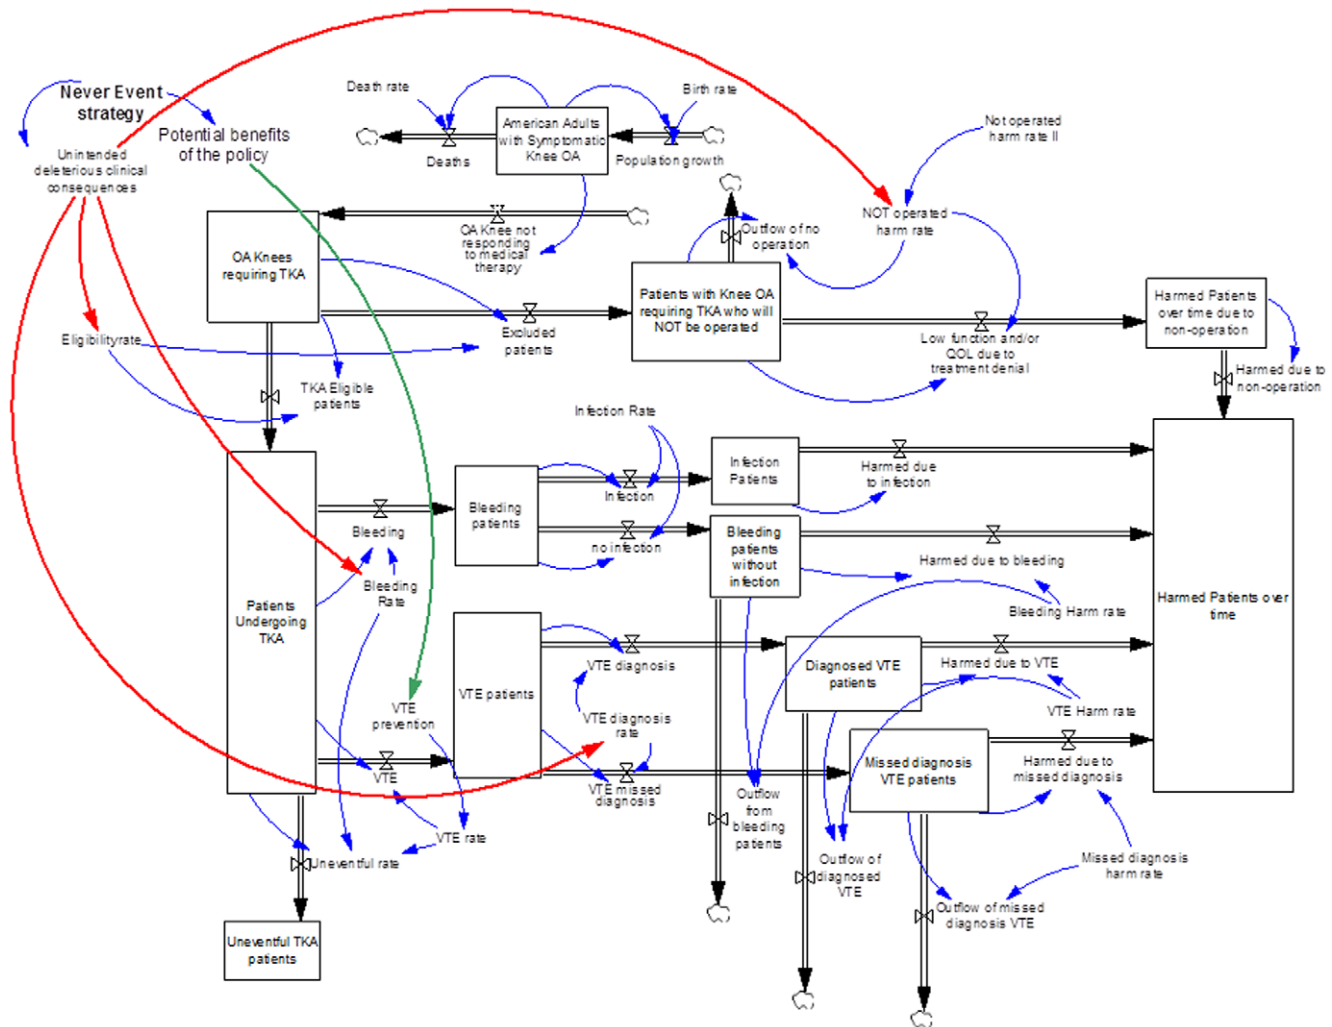 Never Event
strategy
Potential benefits
of the policy
Unintended
deleterious clinical
consequences
Death rate
Birth rate
American Adults
with Symptomatic
Knee OA
Deaths
Population growth
Not operated
harm rate II
NOT operated
harm rate
OA Knees
requiring TKA
OA Knee not
responding
to medical
therapy
Outflow of no
operation
Patients with Knee OA
requiring TKA who will
NOT be operated
Harmed Patients
over time due to
non-operation
Eligibilityrate
Excluded
patients
Low function and/or
QOL due to
treatment denial
Harmed due to
non-operation
TKA Eligible
patients
Infection Rate
Infection
Patients
Harmed due
to infection
Bleeding
patients
Infection
Bleeding
no infection
Bleeding
patients
without
infection
Harmed due to bleeding
Bleeding
Rate
Bleeding Harm rate
Patients
Undergoing
TKA
Harmed Patients over
time
VTE diagnosis
Diagnosed VTE
patients
Harmed due to VTE
VTE patients
VTE
prevention
VTE diagnosis
rate
VTE Harm rate
VTE
VTE missed
diagnosis
Missed diagnosis
VTE patients
Harmed due to
missed diagnosis
Outflow
from
bleeding
patients
VTE rate
Uneventful rate
Outflow of
diagnosed VTE
Missed diagnosis
harm rate
Outflow of missed
diagnosis VTE
Uneventful TKA
patients